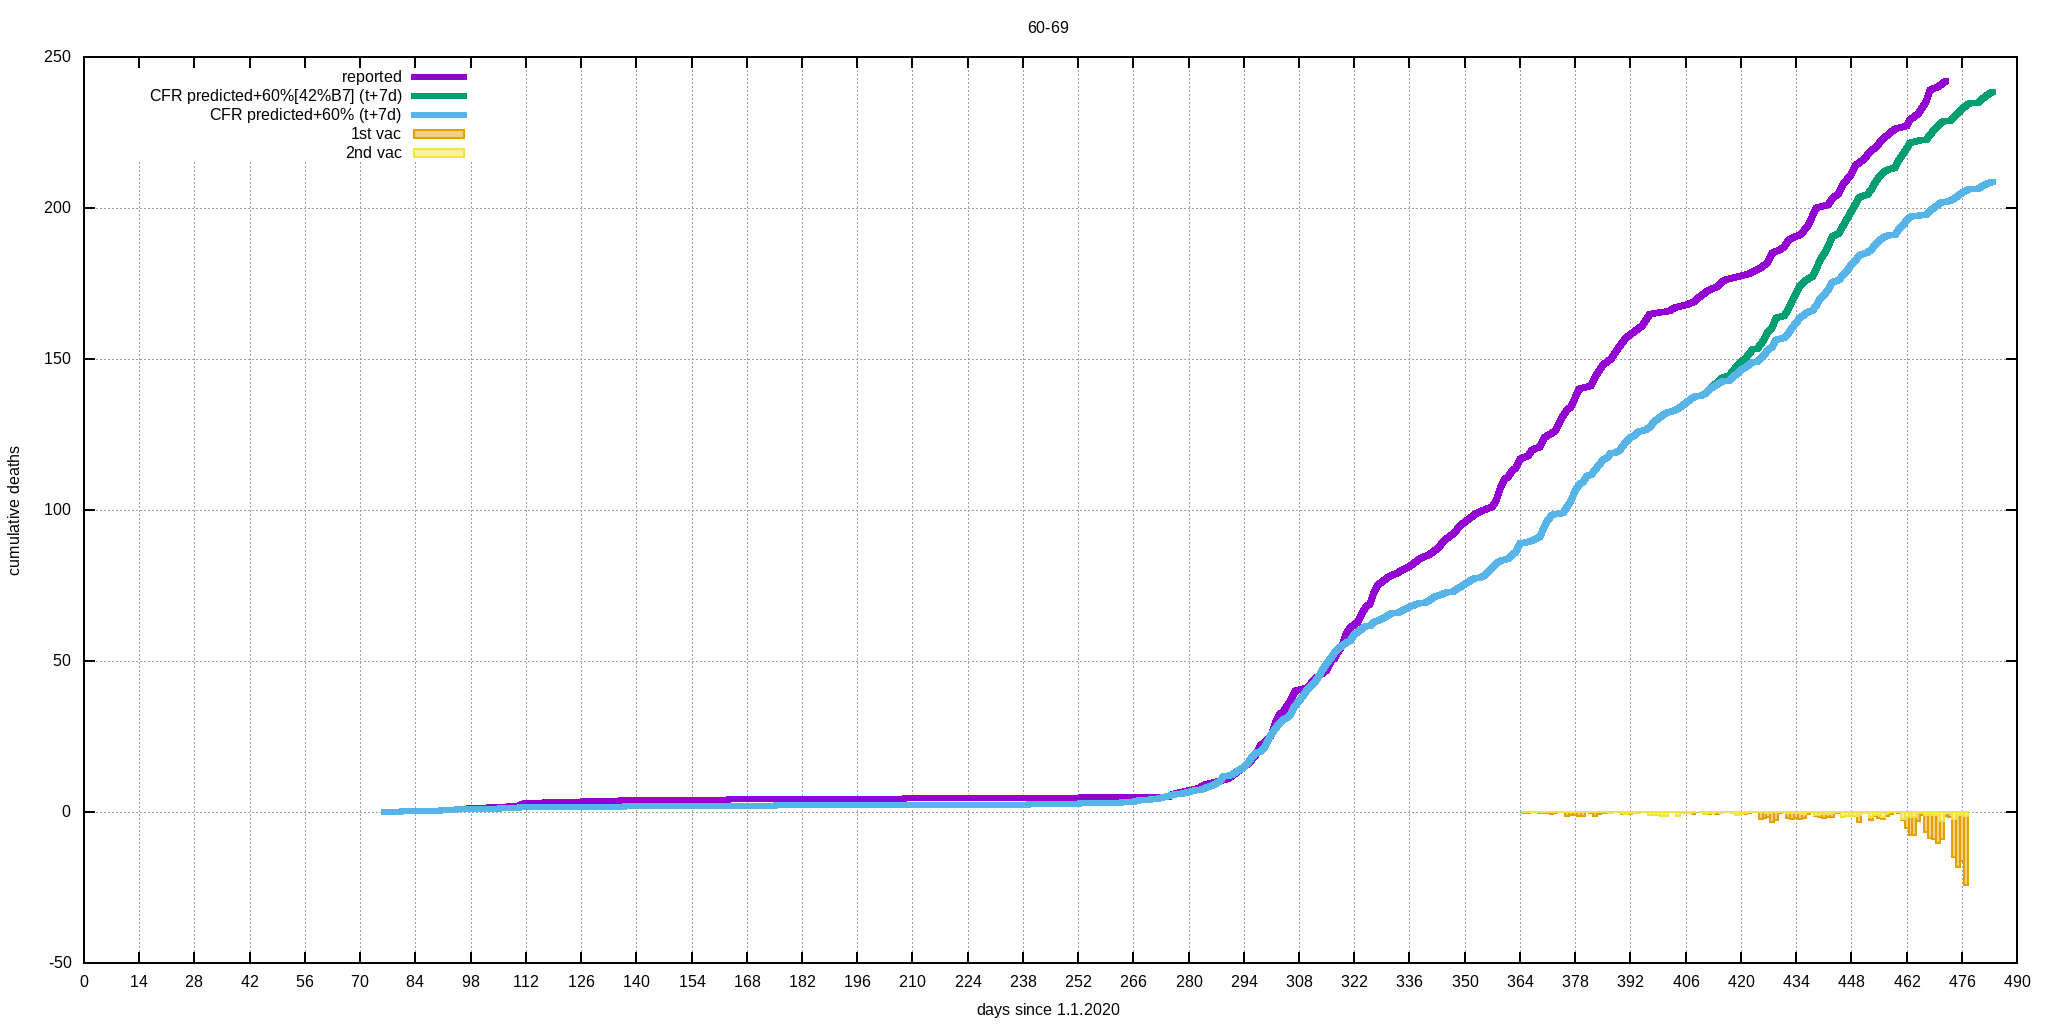 60-69
250
200
150
100
50
0
-50
cumulative deaths
reported
CFR predicted+60%[42%B7] (t+7d)
CFR predicted+60% (t+7d)
1st vac
2nd vac
0 14 28 42 56 70 84 98 112 126 140 154 168 182 196 210 224 238 252 266 280 294 308 322 336 350 364 378 392 406 420 434 448 462 476 490
days since 1.1.2020